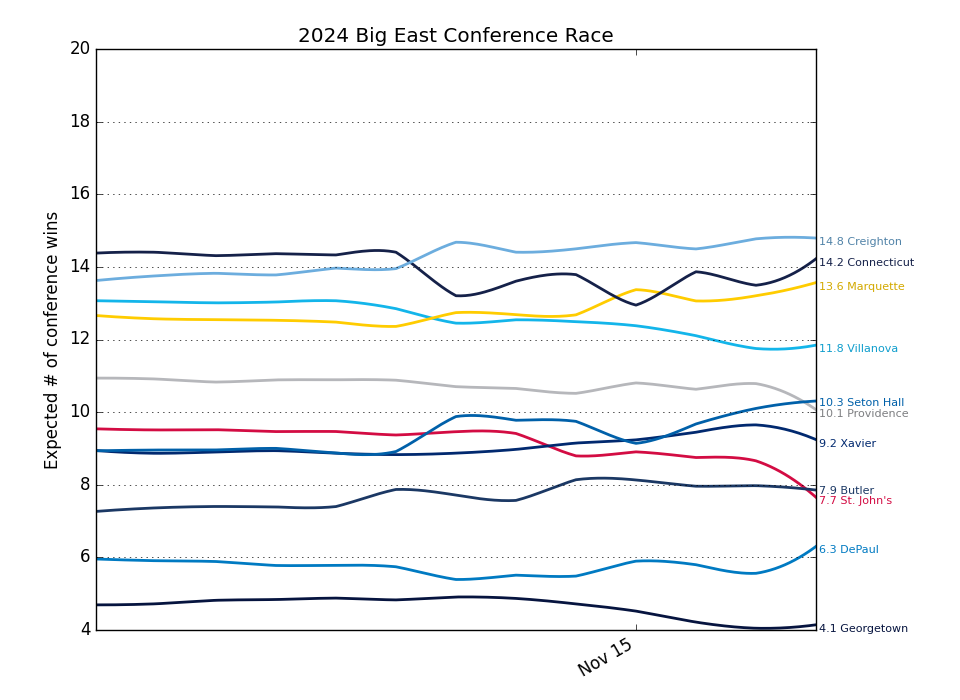 2024 Big East Conference Race
Expected # of conference wins
20
18
16
14
12
10
8
6
4
Nov 15
14.8 Creighton
14.2 Connecticut
13.6 Marquette
11.8 Villanova
10.3 Seton Hall
10.1 Providence
9.2 Xavier
7.9 Butler
7.7 St. John's
6.3 DePaul
4.1 Georgetown